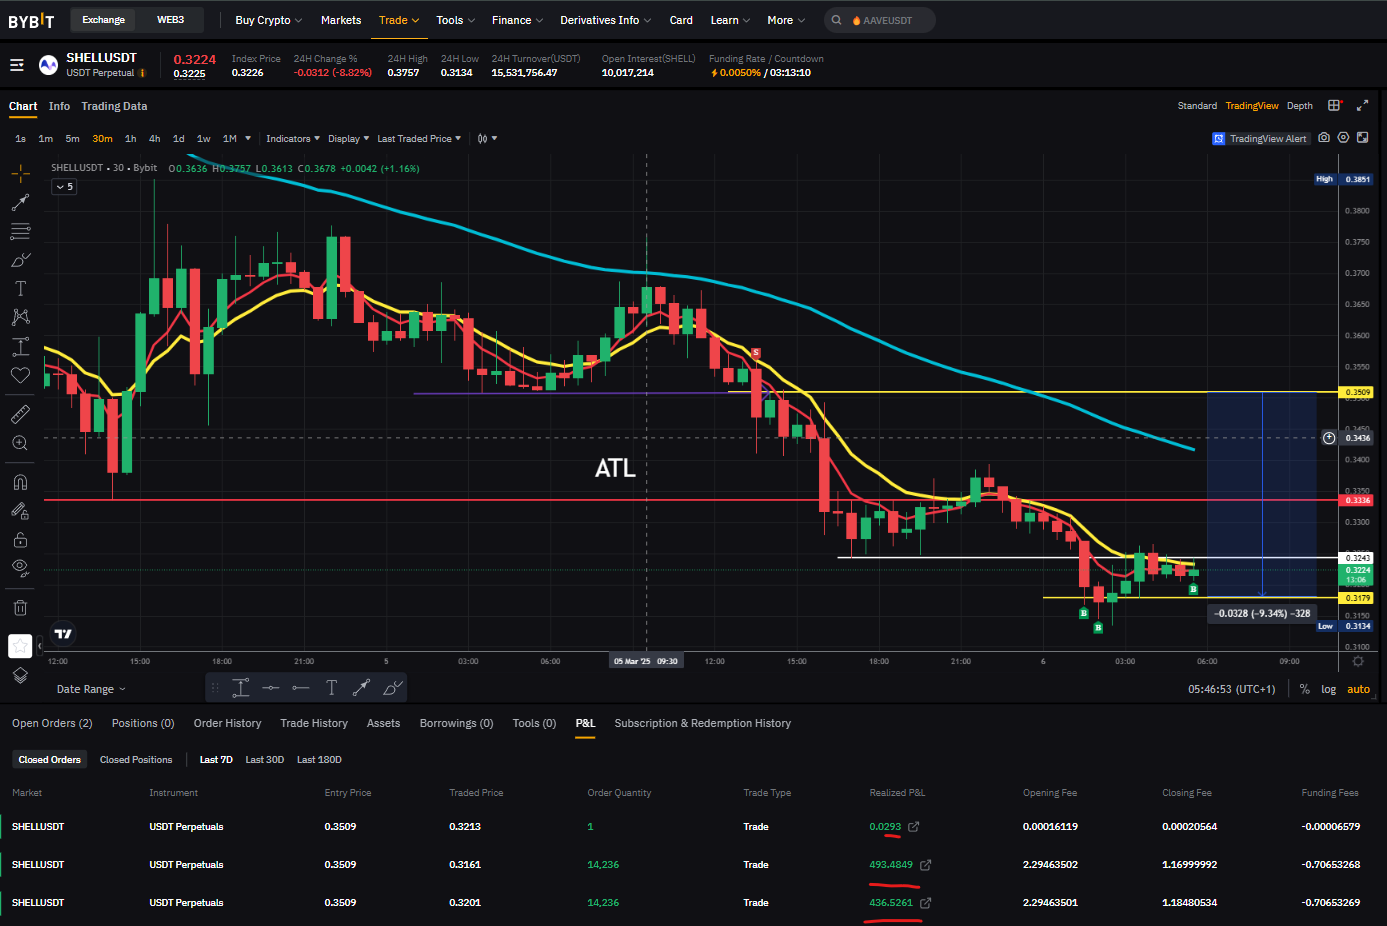 BYBIT Exchange WEB3 Buy Crypto Markets Trade Tools Finance Derivatives Info Card Learn More AAVEUSDT
SHELLUSDT 0.3224 Index Price 24H Change % 24H High 24H Low 24H Turnover(USDT) Open Interest(SHELL) Funding Rate / Countdown
USDT Perpetual 0.3225 0.3226 -0.0312 (-8.82%) 0.3757 0.3134 15,531,756.47 10,017,214 0.0050% / 03:13:10
Chart Info Trading Data Standard TradingView Depth
1s 1m 5m 30m 1h 4h 1d 1w 1M Indicators Display Last Traded Price TradingView Alert
SHELLUSDT • 30 • Bybit O0.3636 H0.3757 L0.3613 C0.3678 +0.0042 (+1.16%)
5
High 0.3851
0.3800
0.3750
0.3700
0.3650
0.3600
S
0.3550
0.3509
0.3500
0.3450
0.3436
ATL
0.3400
0.3350
0.3336
0.3300
0.3243
0.3224
13:06
B
0.3179
B
-0.0328 (-9.34%) -328
0.3150
B
Low 0.3134
0.3100
12:00 15:00 18:00 21:00 5 03:00 06:00 05 Mar '25 09:30 12:00 15:00 18:00 21:00 6 03:00 06:00 09:00
Date Range 05:46:53 (UTC+1) % log auto
Open Orders (2) Positions (0) Order History Trade History Assets Borrowings (0) Tools (0) P&L Subscription & Redemption History
Closed Orders Closed Positions Last 7D Last 30D Last 180D
Market Instrument Entry Price Traded Price Order Quantity Trade Type Realized P&L Opening Fee Closing Fee Funding Fees
SHELLUSDT USDT Perpetuals 0.3509 0.3213 1 Trade 0.0293 0.00016119 0.00020564 -0.00006579
SHELLUSDT USDT Perpetuals 0.3509 0.3161 14,236 Trade 493.4849 2.29463502 1.16999992 -0.70653268
SHELLUSDT USDT Perpetuals 0.3509 0.3201 14,236 Trade 436.5261 2.29463501 1.18480534 -0.70653269